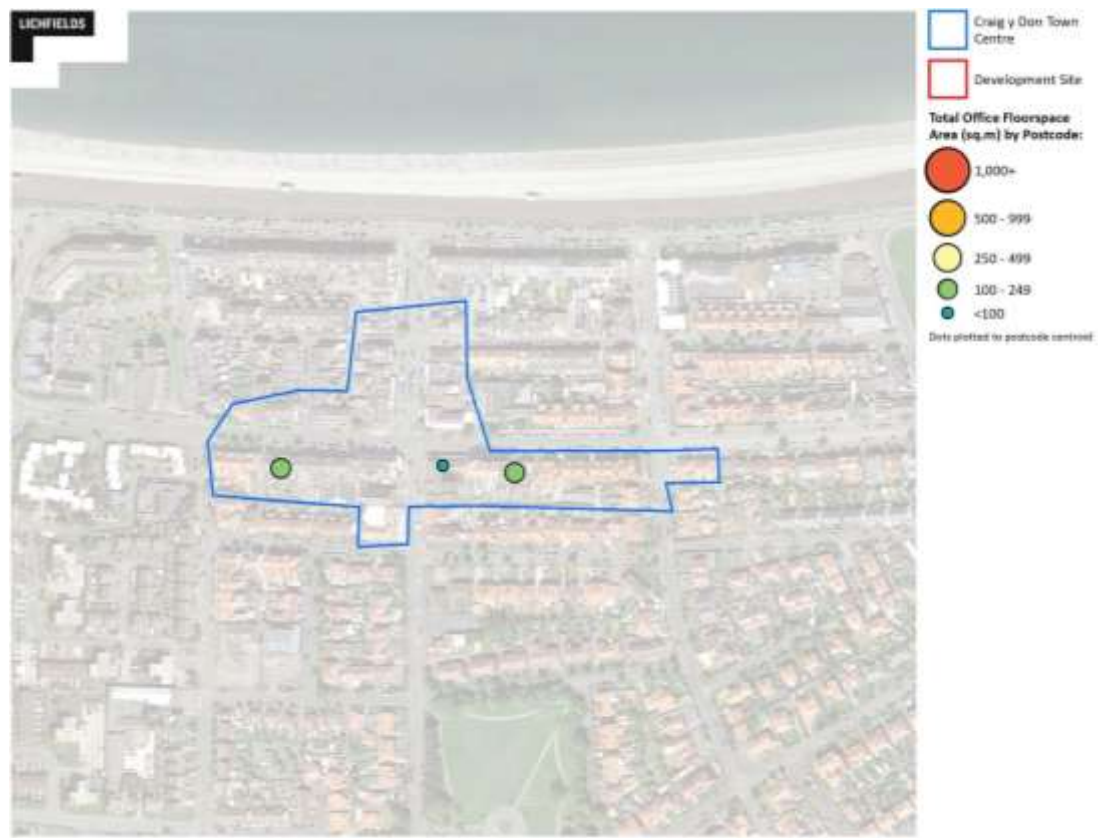 LICHFIELDS
Craig y Don Town
Centre
Development Site
Total Office Floorspace
Area (sq.m) by Postcode:
1,000+
500 - 999
250 - 499
100 - 249
<100
Dots plotted to postcode centroid